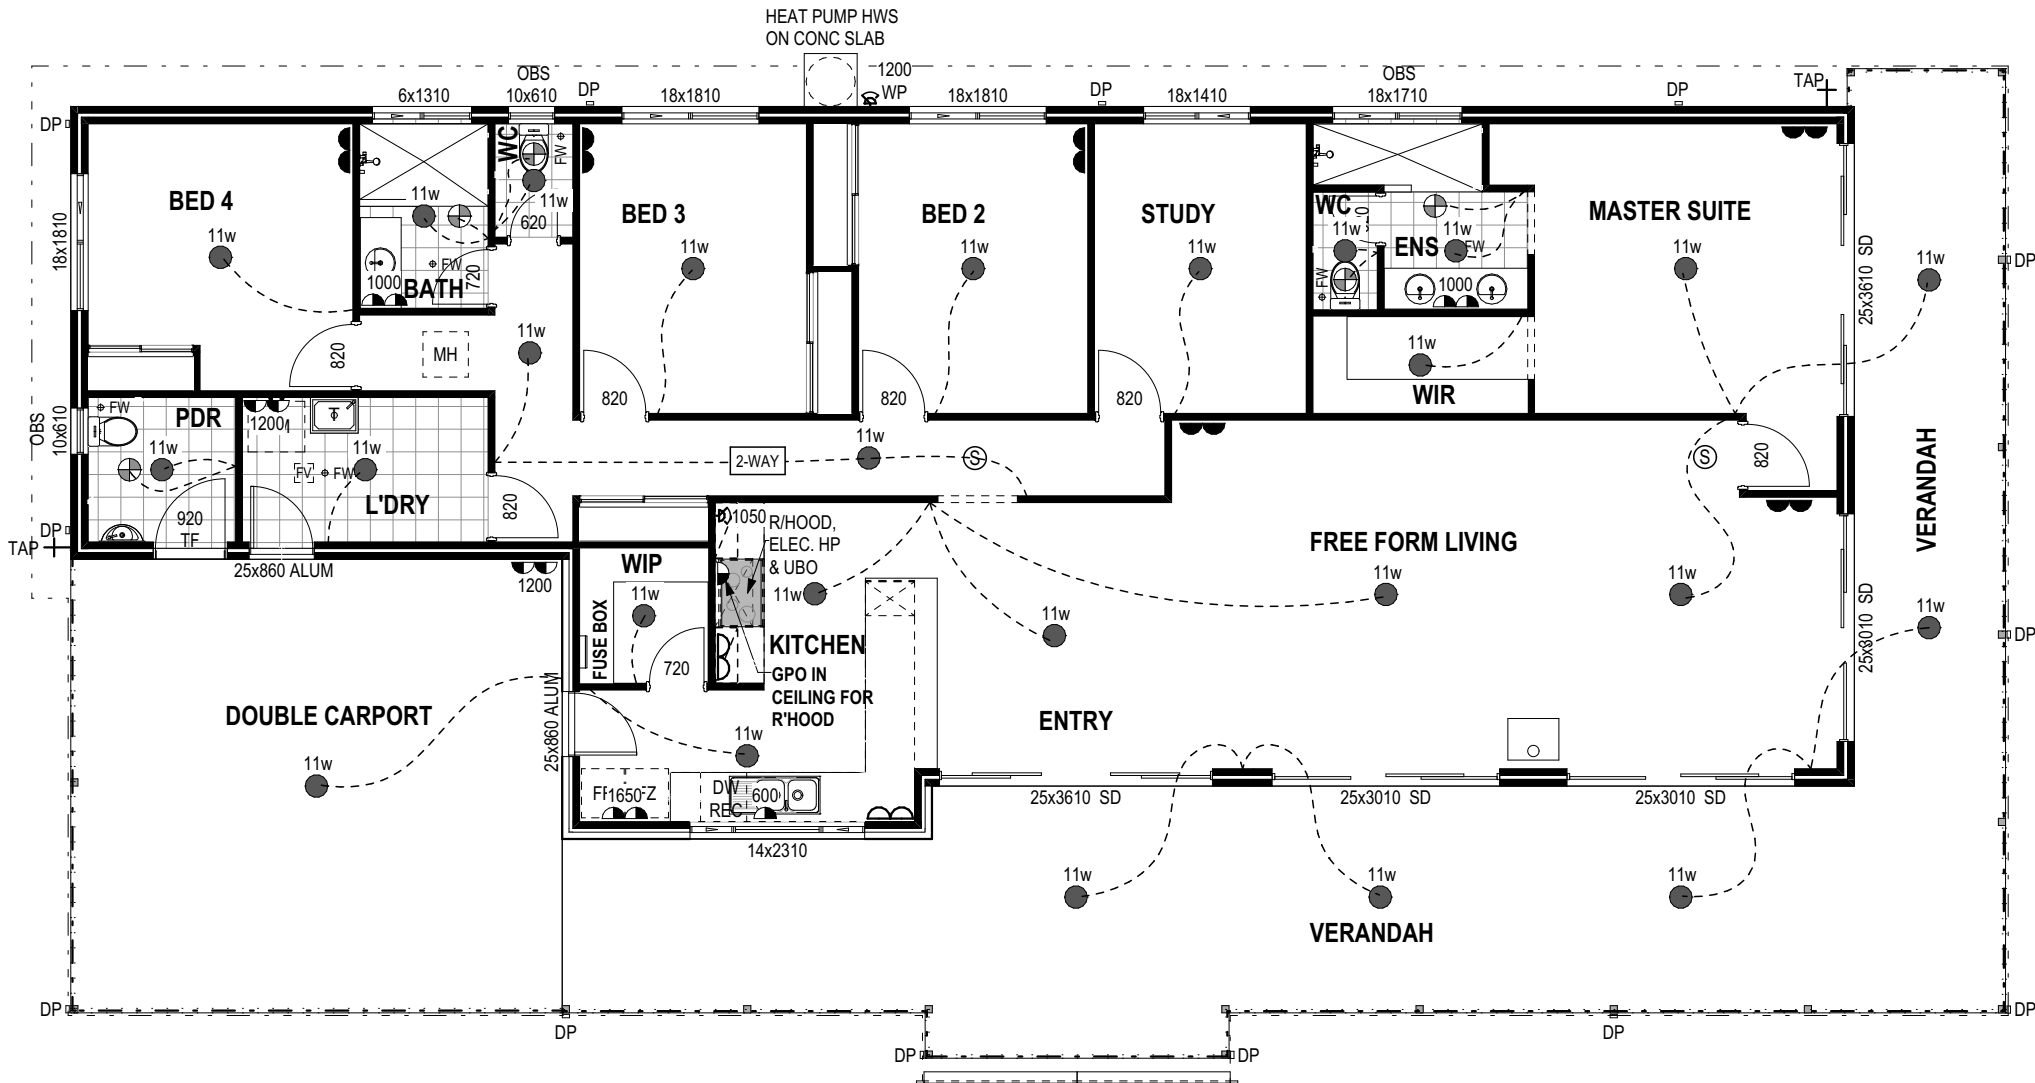 HEAT PUMP HWS
ON CONC SLAB
OBS
DP
1200
WP
OBS
TAP
DP
6x1310
10x610
18x1810
18x1810
DP
18x1410
18x1710
DP
DP
WC
FW
11w
11w
620
BED 4
11w
18x1810
FW
1000
BATH
720
BED 3
11w
BED 2
11w
STUDY
11w
WC
11w
FW
ENS
11w
FW
1000
MASTER SUITE
11w
25x3610 SD
11w
DP
11w
MH
820
820
820
820
11w
WIR
OBS
10x610
FW
PDR
11w
920
TF
1200
11w
FW
L'DRY
820
2-WAY
11w
S
S
820
VERANDAH
DP
TAP
25x860 ALUM
1200
WIP
11w
FUSE BOX
720
1050
R/HOOD,
ELEC. HP
& UBO
11w
KITCHEN
GPO IN
CEILING FOR
R'HOOD
FREE FORM LIVING
11w
11w
11w
25x3010 SD
11w
DP
DOUBLE CARPORT
11w
25x860 ALUM
11w
ENTRY
1650
DW
REC
600
14x2310
25x3610 SD
25x3010 SD
25x3010 SD
11w
11w
11w
VERANDAH
DP
DP
DP
DP
DP
DP